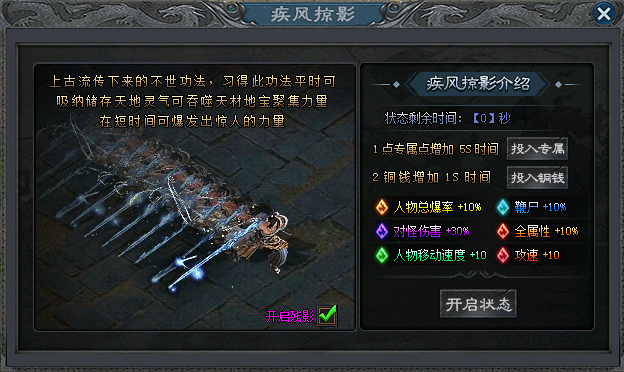 疾风掠影
上古流传下来的不世功法，习得此功法平时可
吸纳储存天地灵气可吞噬天材地宝聚集力量
在短时间可爆发出惊人的力量
开启残影
疾风掠影介绍
状态剩余时间：【0】秒
1点专属点增加 5S时间 投入专属
2铜钱增加 1S 时间 投入铜钱
人物总爆率 +10% 鞭尸 +10%
对怪伤害 +30% 全属性 +10%
人物移动速度 +10 攻速 +10
开启状态